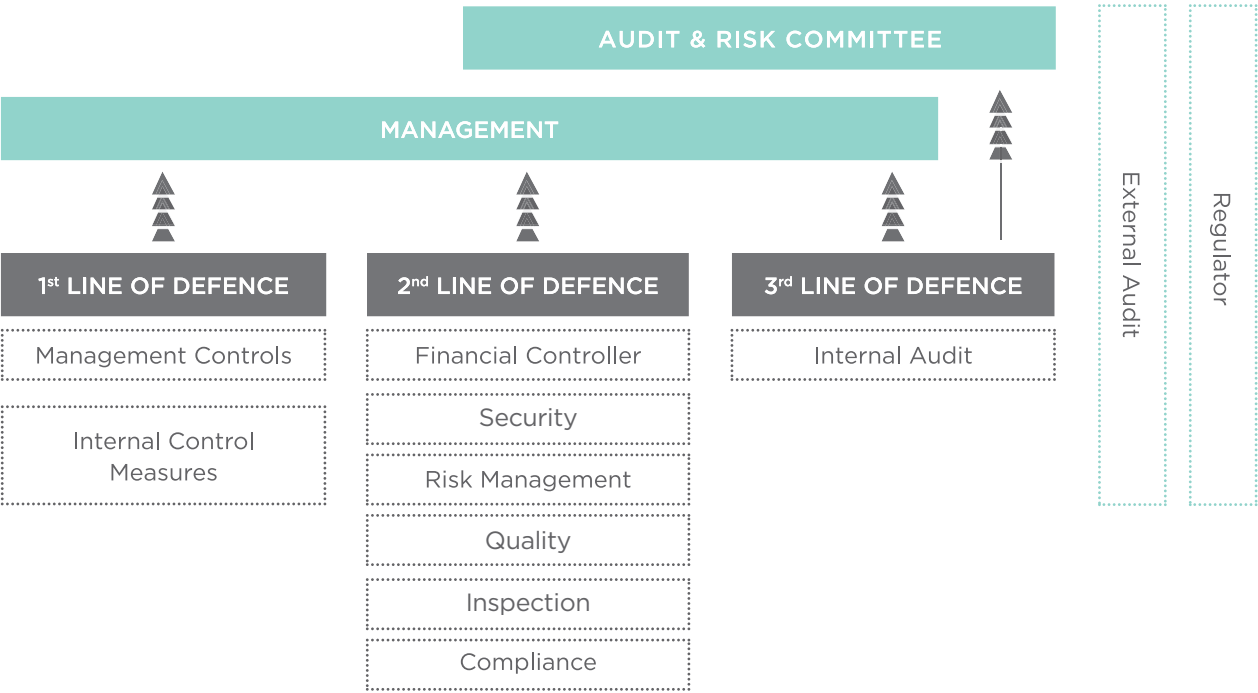 AUDIT & RISK COMMITTEE
MANAGEMENT
1st LINE OF DEFENCE
Management Controls
Internal Control
Measures
2nd LINE OF DEFENCE
Financial Controller
Security
Risk Management
Quality
Inspection
Compliance
3rd LINE OF DEFENCE
Internal Audit
External Audit
Regulator